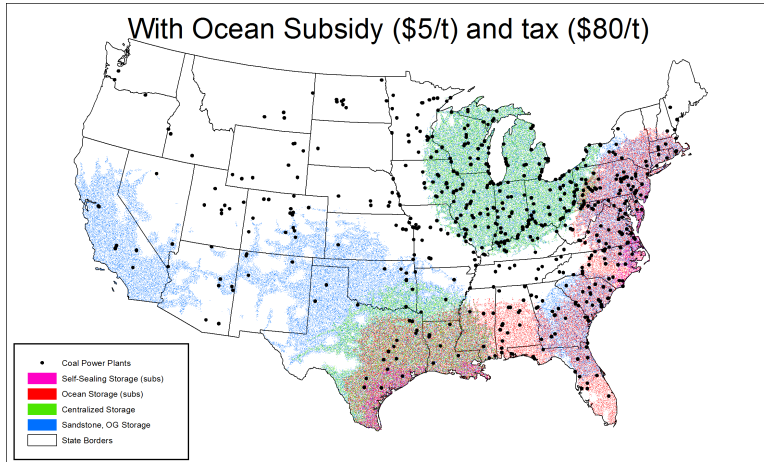 With Ocean Subsidy ($5/t) and tax ($80/t)
Coal Power Plants
Self-Sealing Storage (subs)
Ocean Storage (subs)
Centralized Storage
Sandstone, OG Storage
State Borders